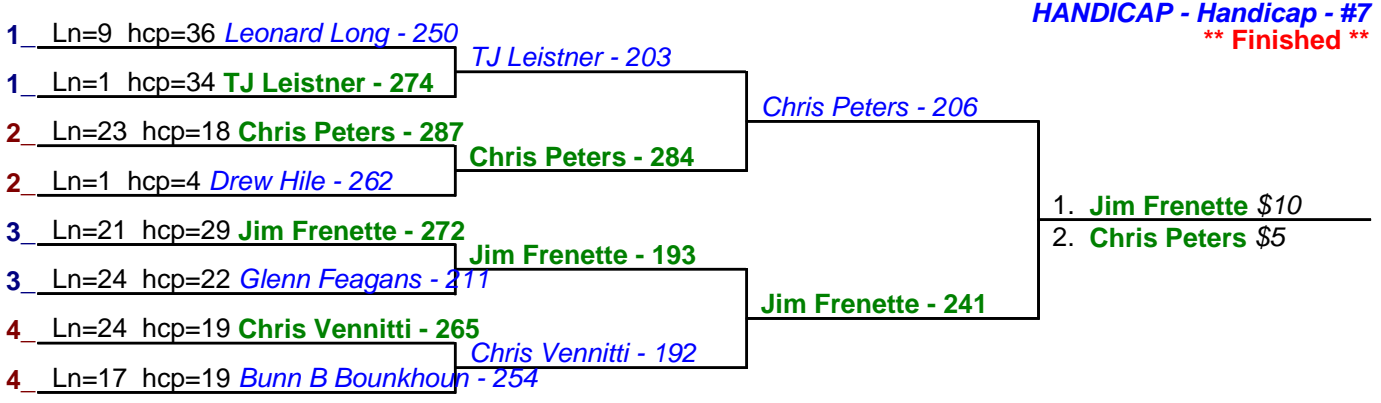 HANDICAP - Handicap - #7
** Finished **
1_ Ln=9 hcp=36 Leonard Long - 250
1_ Ln=1 hcp=34 TJ Leistner - 274
2_ Ln=23 hcp=18 Chris Peters - 287
2_ Ln=1 hcp=4 Drew Hile - 262
3_ Ln=21 hcp=29 Jim Frenette - 272
3_ Ln=24 hcp=22 Glenn Feagans - 211
4_ Ln=24 hcp=19 Chris Vennitti - 265
4_ Ln=17 hcp=19 Bunn B Bounkhoun - 254
TJ Leistner - 203
Chris Peters - 284
Jim Frenette - 193
Chris Vennitti - 192
Chris Peters - 206
Jim Frenette - 241
1. Jim Frenette $10
2. Chris Peters $5